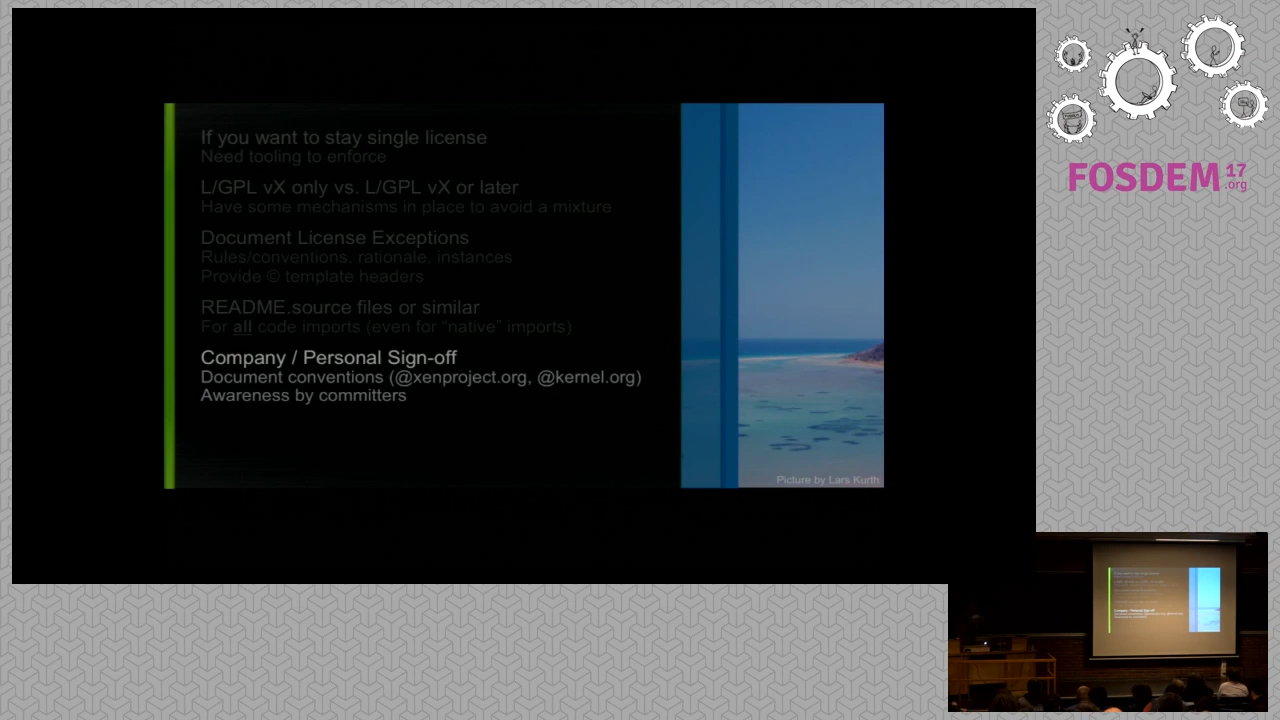 If you want to stay single license
Need tooling to enforce
L/GPL vX only vs. L/GPL vX or later
Have some mechanisms in place to avoid a mixture
Document License Exceptions
Rules/conventions, rationale, instances
Provide © template headers
README.source files or similar
For all code imports (even for “native” imports)
Company / Personal Sign-off
Document conventions (@xenproject.org, @kernel.org)
Awareness by committers
Picture by Lars Kurth
FOSDEM 17 .org